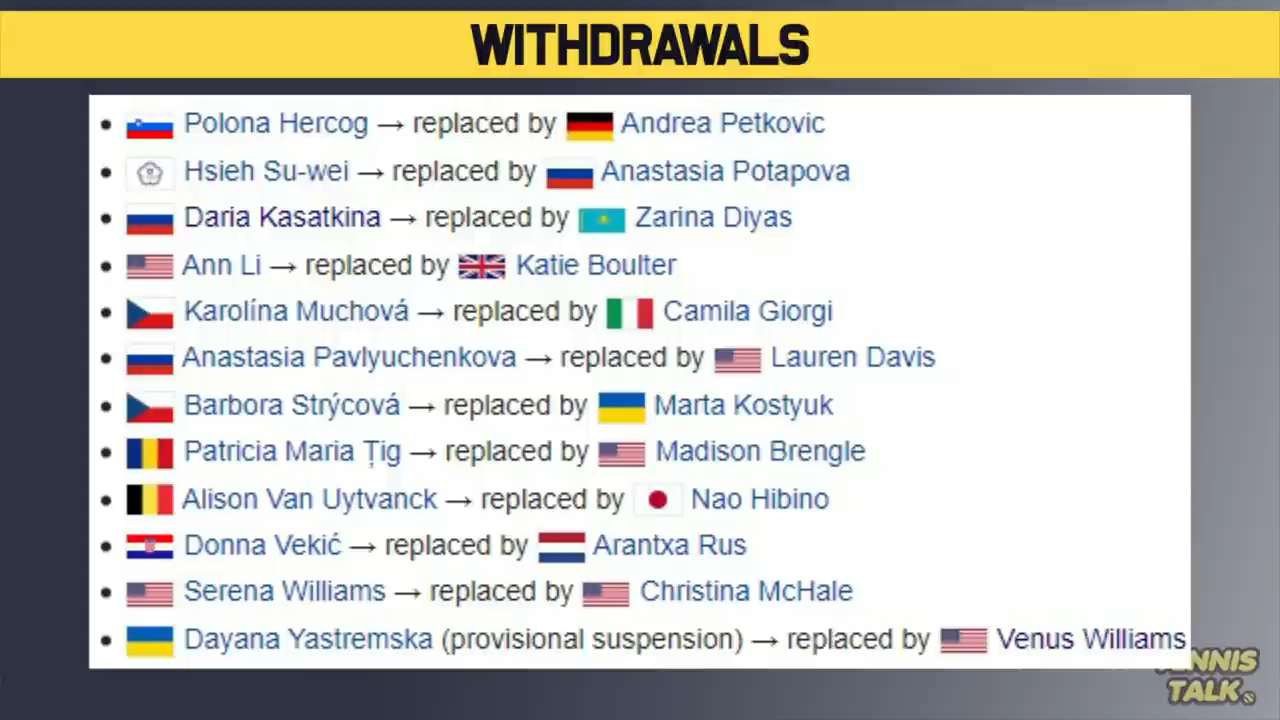 WITHDRAWALS
• Polona Hercog → replaced by Andrea Petkovic
• Hsieh Su-wei → replaced by Anastasia Potapova
• Daria Kasatkina → replaced by Zarina Diyas
• Ann Li → replaced by Katie Boulter
• Karolína Muchová → replaced by Camila Giorgi
• Anastasia Pavlyuchenkova → replaced by Lauren Davis
• Barbora Strýcová → replaced by Marta Kostyuk
• Patricia Maria Țig → replaced by Madison Brengle
• Alison Van Uytvanck → replaced by Nao Hibino
• Donna Vekić → replaced by Arantxa Rus
• Serena Williams → replaced by Christina McHale
• Dayana Yastremska (provisional suspension) → replaced by Venus Williams
TENNIS
TALK